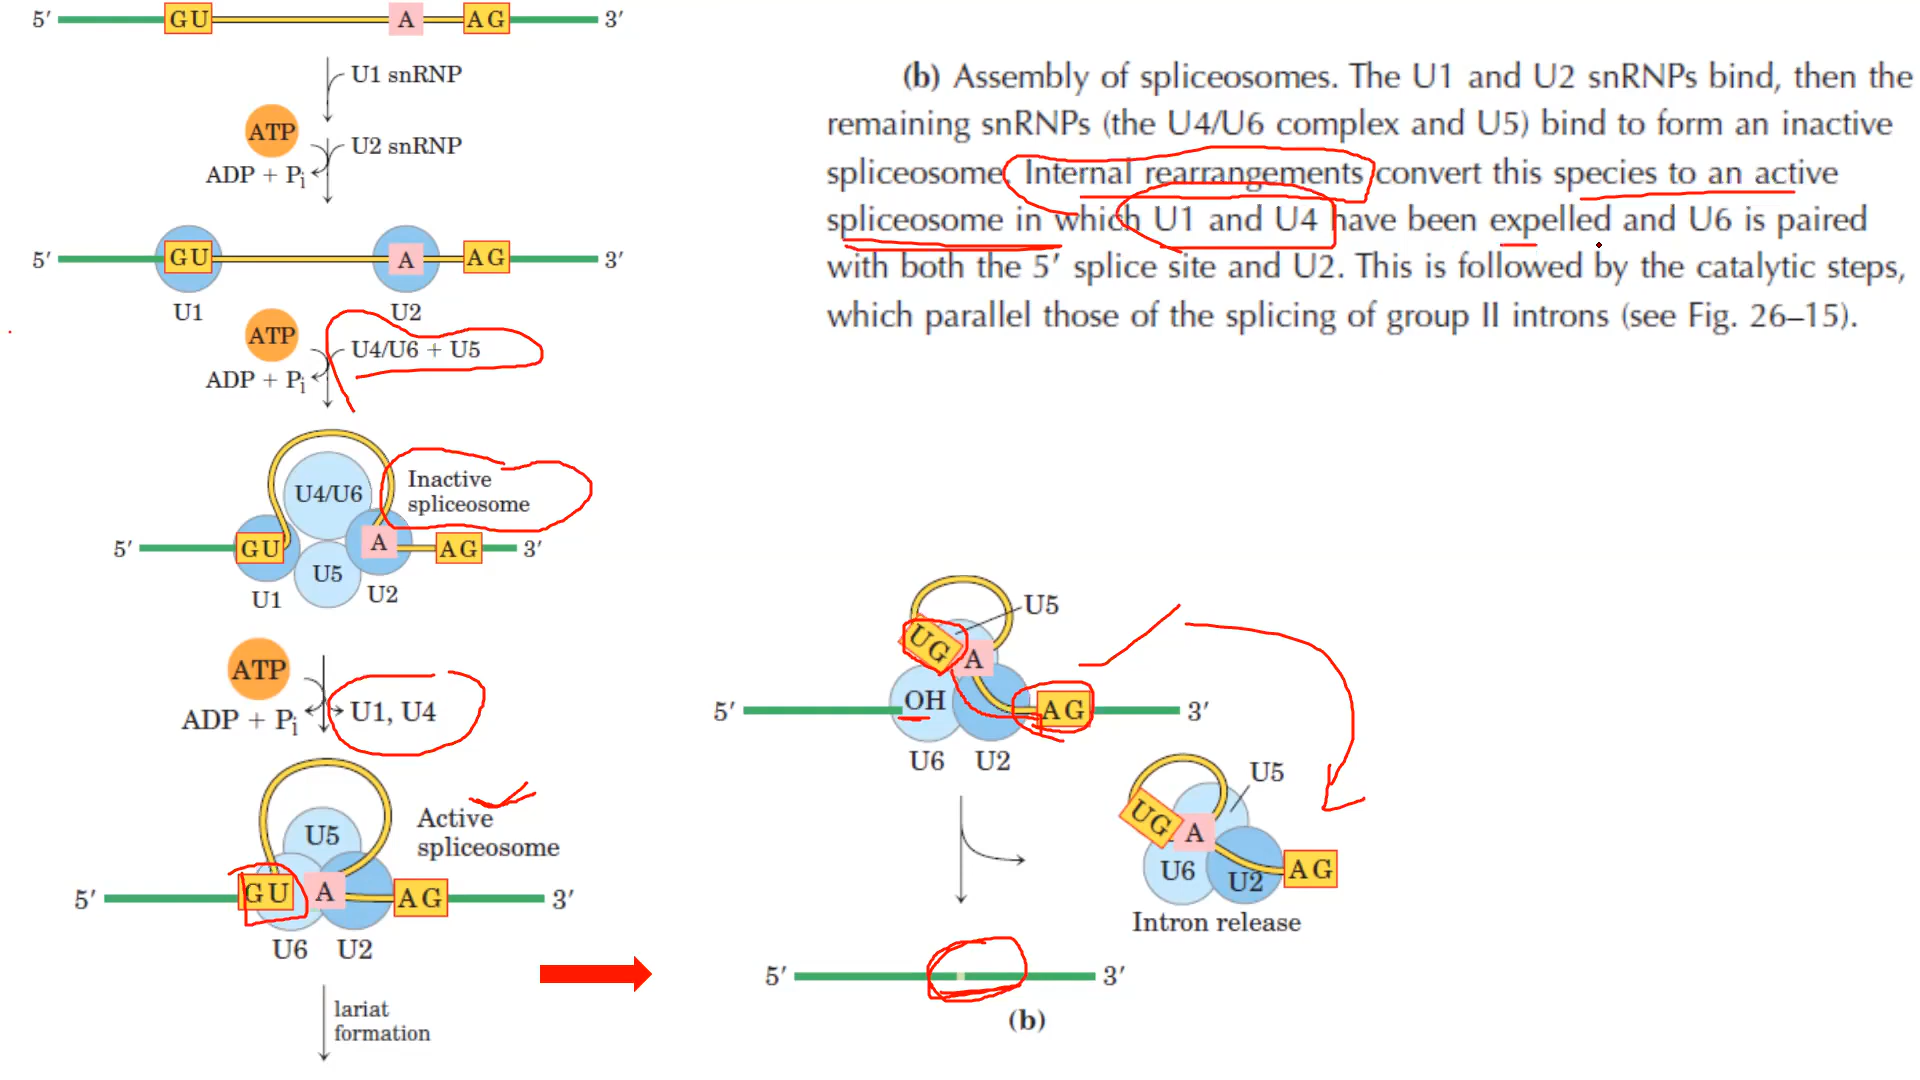 5′ GU A AG 3′
U1 snRNP
ATP
U2 snRNP
ADP + Pi
5′ GU A AG 3′
U1 U2
ATP
U4/U6 + U5
ADP + Pi
U4/U6
Inactive
spliceosome
5′ GU A AG 3′
U5
U1 U2
ATP
U1, U4
ADP + Pi
U5
Active
spliceosome
5′ GU A AG 3′
U6 U2
lariat
formation
(b) Assembly of spliceosomes. The U1 and U2 snRNPs bind, then the
remaining snRNPs (the U4/U6 complex and U5) bind to form an inactive
spliceosome. Internal rearrangements convert this species to an active
spliceosome in which U1 and U4 have been expelled and U6 is paired
with both the 5′ splice site and U2. This is followed by the catalytic steps,
which parallel those of the splicing of group II introns (see Fig. 26–15).
U5
UG A
5′ OH AG 3′
U6 U2
U5
UG A
U6 U2 AG
Intron release
5′ 3′
(b)